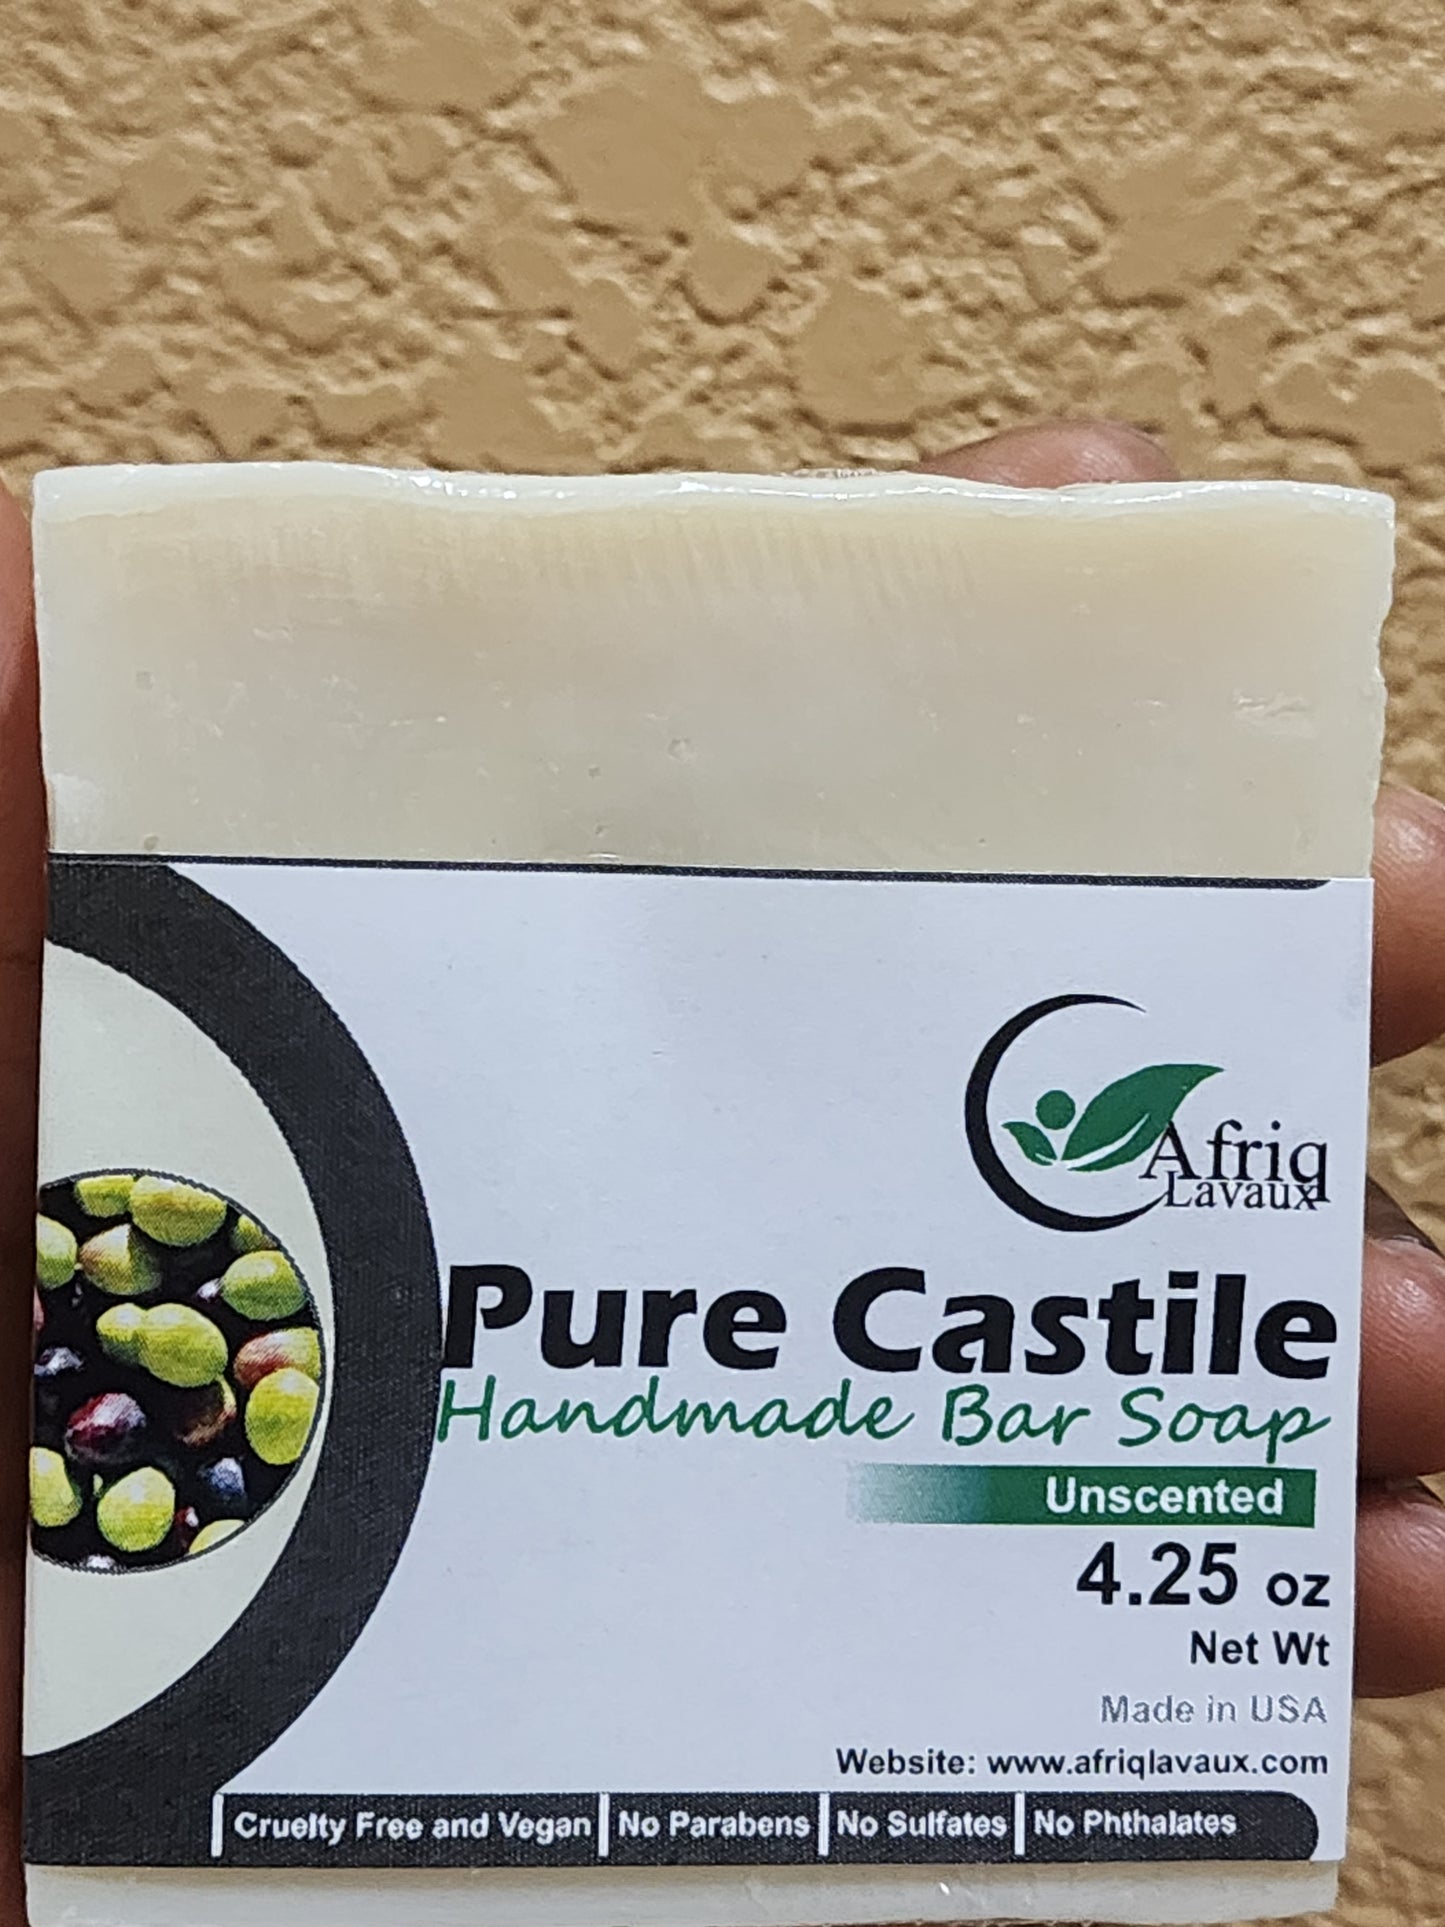 Afriq
Lavaux
Pure Castile
Handmade Bar Soap
Unscented
4.25 oz
Net Wt
Made in USA
Website: www.afriqlavaux.com
Cruelty Free and Vegan | No Parabens | No Sulfates | No Phthalates